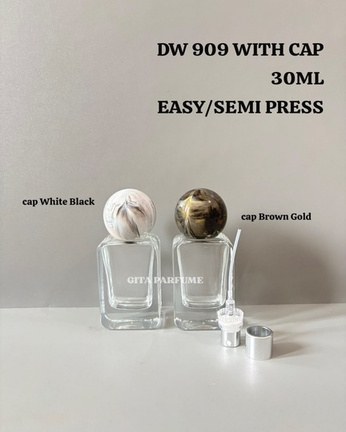 DW 909 WITH CAP
30ML
EASY/SEMI PRESS
cap White Black
cap Brown Gold
GITA PARFUME